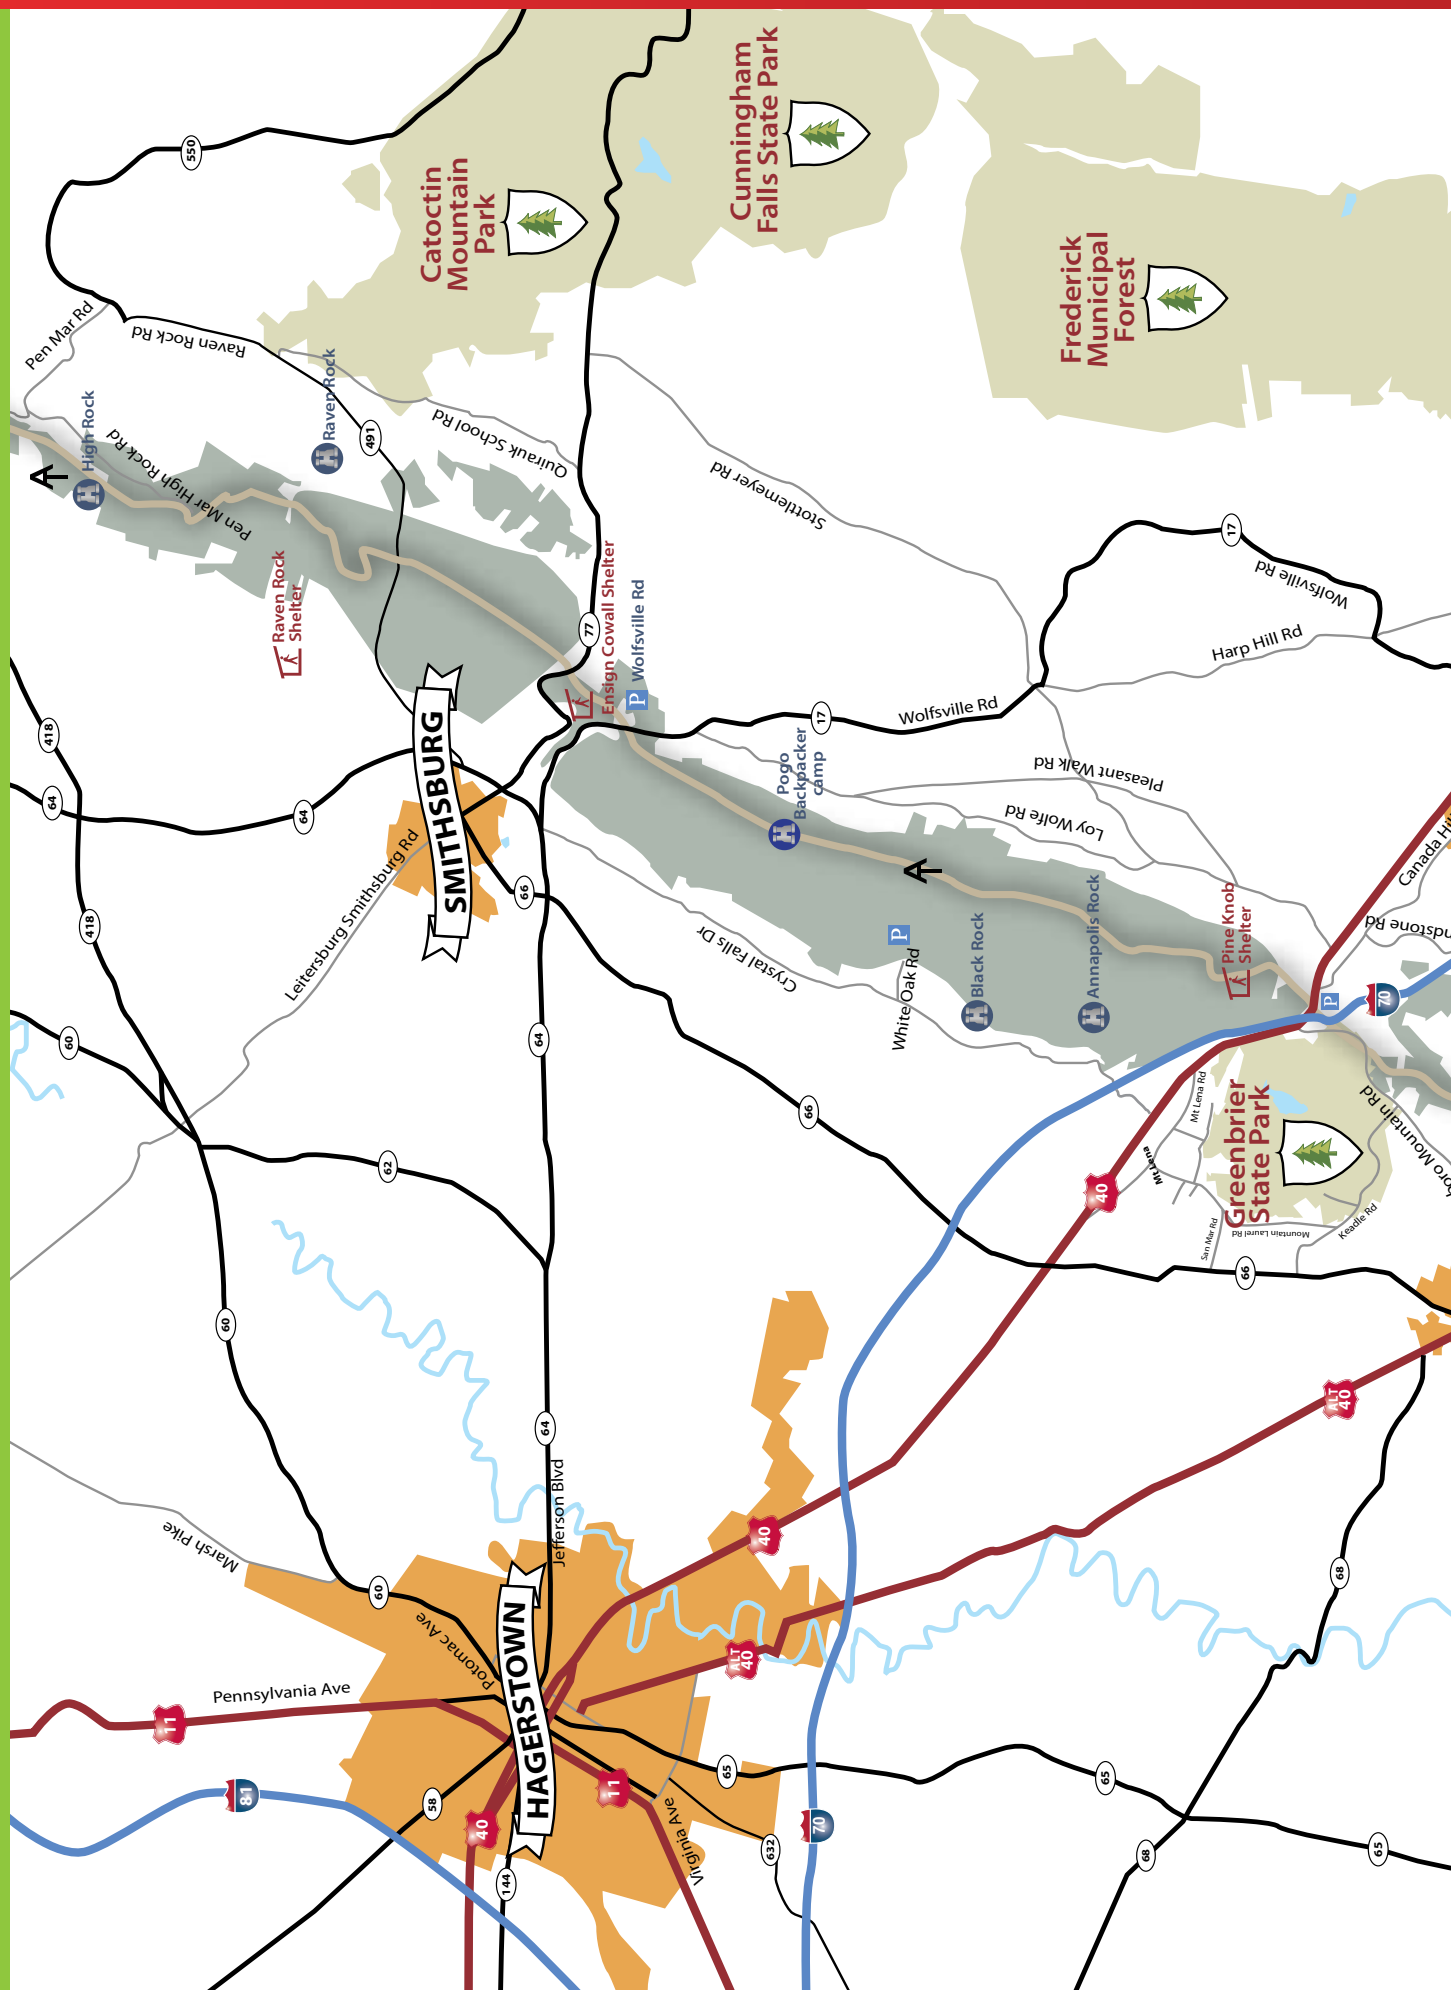 550
Catoctin
Mountain
Park
Cunningham
Falls State Park
Frederick
Municipal
Forest
Pen Mar Rd
Raven Rock Rd
High Rock
Pen Mar High Rock Rd
Raven Rock
491
Quirauk School Rd
Stottlemeyer Rd
Raven Rock
Shelter
77
Ensign Cowall Shelter
P
Wolfsville Rd
17
Wolfsville Rd
Harp Hill Rd
17
Wolfsville Rd
418
64
64
SMITHSBURG
Pogo
Backpacker
camp
Pleasant Walk Rd
Loy Wolfe Rd
A
A
418
Leitersburg Smithsburg Rd
66
Crystal Falls Dr
P
White Oak Rd
Black Rock
Annapolis Rock
Pine Knob
Shelter
P
70
Canada Hi
ndstone Rd
60
64
62
66
40
Mt Lena Rd
Mt Lena
Greenbrier
State Park
San Mar Rd
Mountain Laurel Rd
Keadle Rd
oro Mountain Rd
66
60
64
Jefferson Blvd
ALT
40
Marsh Pike
60
Potomac Ave
40
ALT
40
68
Pennsylvania Ave
11
81
58
HAGERSTOWN
40
11
144
Virginia Ave
65
632
70
65
68
65